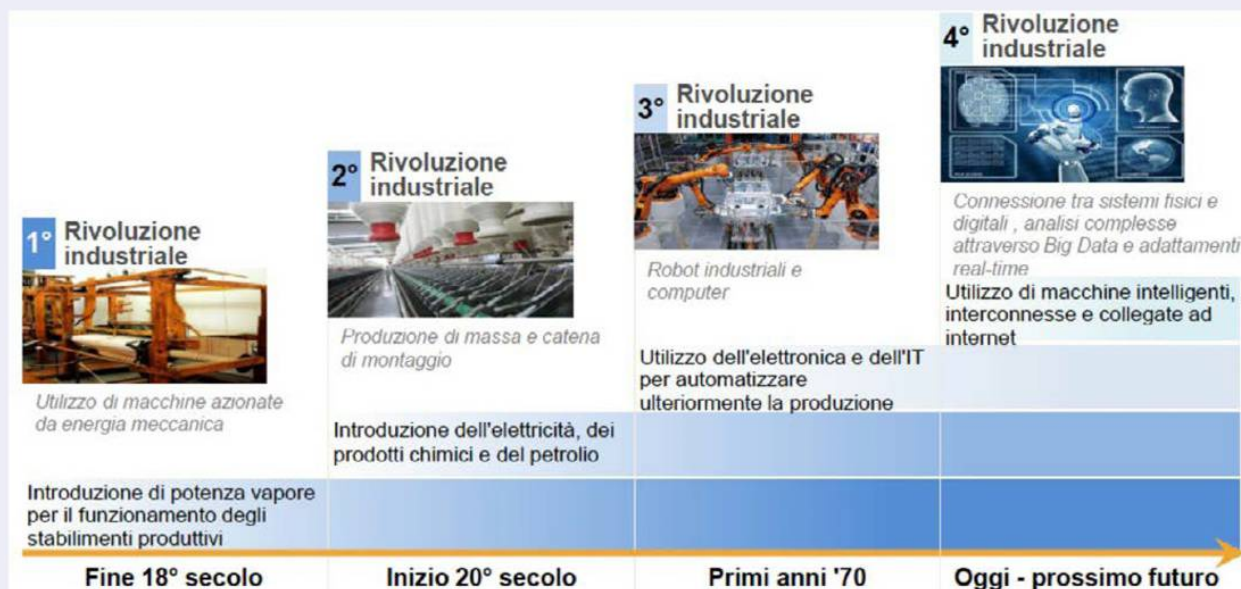 1°
Rivoluzione
industriale
Utilizzo di macchine azionate
da energia meccanica
Introduzione di potenza vapore
per il funzionamento degli
stabilimenti produttivi
Fine 18° secolo
2°
Rivoluzione
industriale
Produzione di massa e catena
di montaggio
Introduzione dell'elettricità, dei
prodotti chimici e del petrolio
Inizio 20° secolo
3°
Rivoluzione
industriale
Robot industriali e
computer
Utilizzo dell'elettronica e dell'IT
per automatizzare
ulteriormente la produzione
Primi anni '70
4°
Rivoluzione
industriale
Connessione tra sistemi fisici e
digitali , analisi complesse
attraverso Big Data e adattamenti
real-time
Utilizzo di macchine intelligenti,
interconnesse e collegate ad
internet
Oggi - prossimo futuro